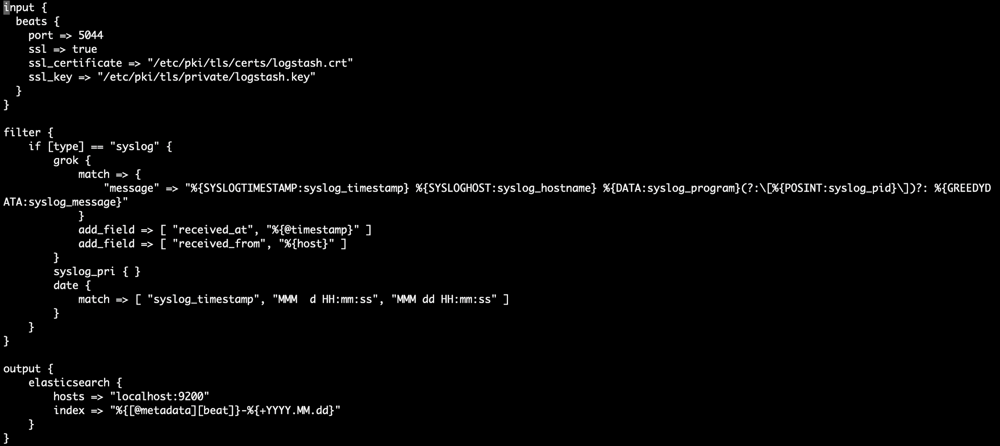 input {
  beats {
    port => 5044
    ssl => true
    ssl_certificate => "/etc/pki/tls/certs/logstash.crt"
    ssl_key => "/etc/pki/tls/private/logstash.key"
  }
}

filter {
    if [type] == "syslog" {
        grok {
            match => {
                "message" => "%{SYSLOGTIMESTAMP:syslog_timestamp} %{SYSLOGHOST:syslog_hostname} %{DATA:syslog_program}(?:\[%{POSINT:syslog_pid}\])?: %{GREEDYD
ATA:syslog_message}"
            }
            add_field => [ "received_at", "%{@timestamp}" ]
            add_field => [ "received_from", "%{host}" ]
        }
        syslog_pri { }
        date {
            match => [ "syslog_timestamp", "MMM  d HH:mm:ss", "MMM dd HH:mm:ss" ]
        }
    }
}

output {
    elasticsearch {
        hosts => "localhost:9200"
        index => "%{[@metadata][beat]}-%{+YYYY.MM.dd}"
    }
}